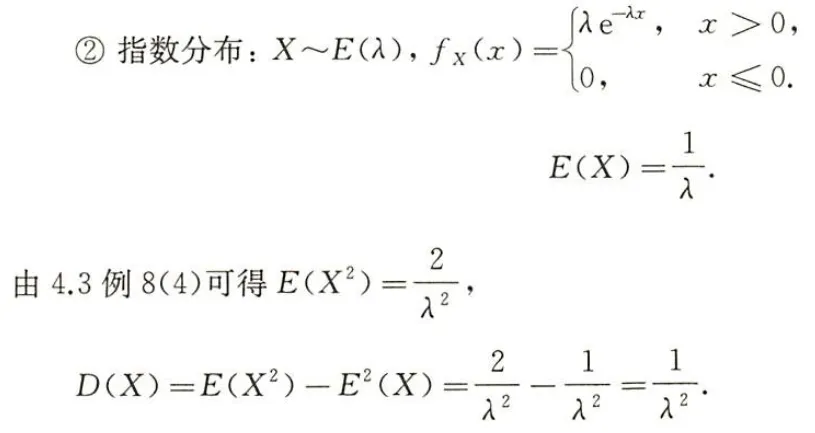 ② 指数分布：X～E(λ)，f_X(x)={λe^{-λx}， x＞0，
0， x≤0.
E(X)=1/λ.
由 4.3 例 8(4)可得 E(X²)=2/λ²，
D(X)=E(X²)-E²(X)=2/λ²-1/λ²=1/λ².